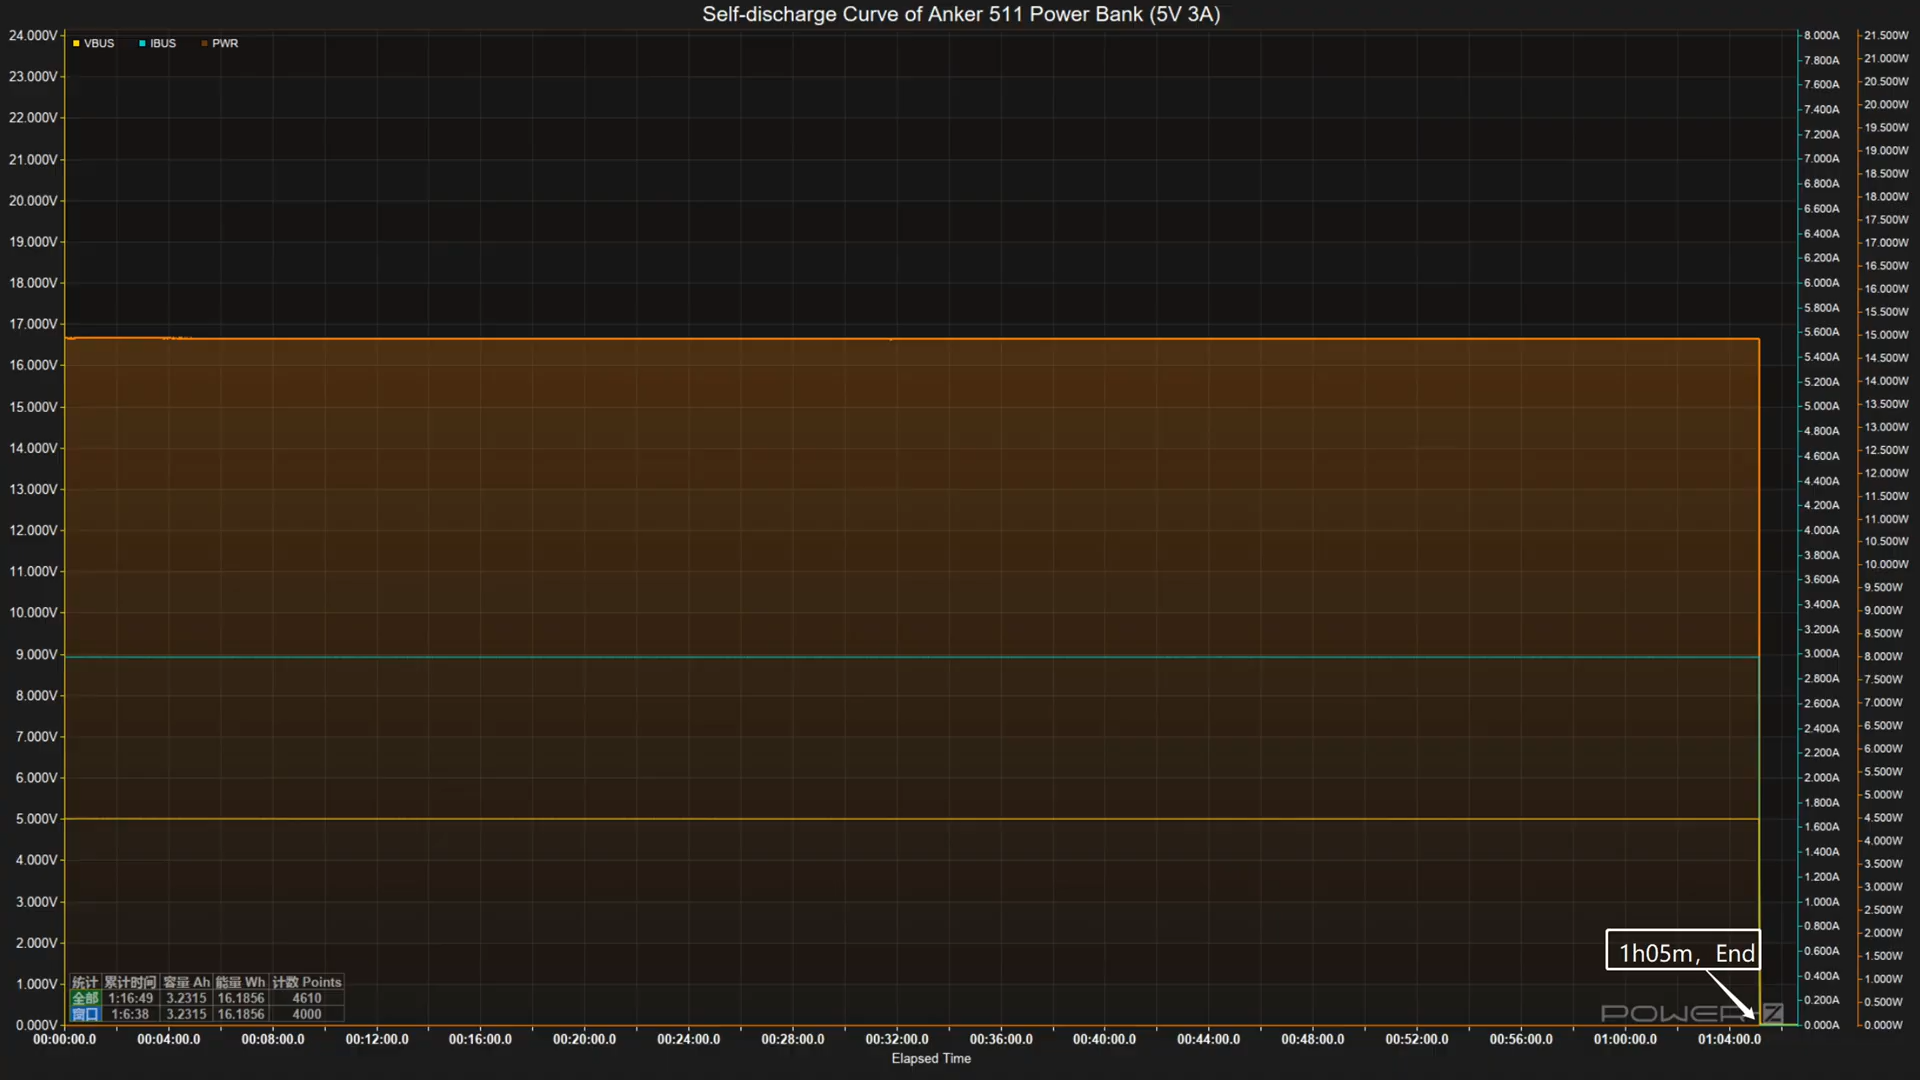 Self-discharge Curve of Anker 511 Power Bank (5V 3A)
VBUS IBUS PWR
24.000V
23.000V
22.000V
21.000V
20.000V
19.000V
18.000V
17.000V
16.000V
15.000V
14.000V
13.000V
12.000V
11.000V
10.000V
9.000V
8.000V
7.000V
6.000V
5.000V
4.000V
3.000V
2.000V
1.000V
0.000V
8.000A
7.800A
7.600A
7.400A
7.200A
7.000A
6.800A
6.600A
6.400A
6.200A
6.000A
5.800A
5.600A
5.400A
5.200A
5.000A
4.800A
4.600A
4.400A
4.200A
4.000A
3.800A
3.600A
3.400A
3.200A
3.000A
2.800A
2.600A
2.400A
2.200A
2.000A
1.800A
1.600A
1.400A
1.200A
1.000A
0.800A
0.600A
0.400A
0.200A
0.000A
21.500W
21.000W
20.500W
20.000W
19.500W
19.000W
18.500W
18.000W
17.500W
17.000W
16.500W
16.000W
15.500W
15.000W
14.500W
14.000W
13.500W
13.000W
12.500W
12.000W
11.500W
11.000W
10.500W
10.000W
9.500W
9.000W
8.500W
8.000W
7.500W
7.000W
6.500W
6.000W
5.500W
5.000W
4.500W
4.000W
3.500W
3.000W
2.500W
2.000W
1.500W
1.000W
0.500W
0.000W
1h05m，End
统计 累计时间 容量 Ah 能量 Wh 计数 Points
全部 1:16:49 3.2315 16.1856 4610
窗口 1:6:38 3.2315 16.1856 4000
POWER-Z
00:00:00.0 00:04:00.0 00:08:00.0 00:12:00.0 00:16:00.0 00:20:00.0 00:24:00.0 00:28:00.0 00:32:00.0 00:36:00.0 00:40:00.0 00:44:00.0 00:48:00.0 00:52:00.0 00:56:00.0 01:00:00.0 01:04:00.0
Elapsed Time